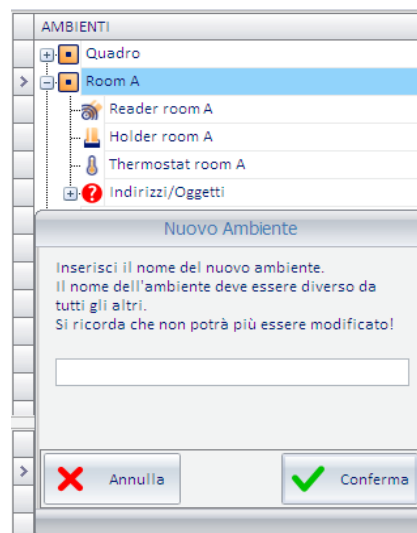 AMBIENTI
Quadro
Room A
Reader room A
Holder room A
Thermostat room A
Indirizzi/Oggetti
Nuovo Ambiente
Inserisci il nome del nuovo ambiente.
Il nome dell'ambiente deve essere diverso da
tutti gli altri.
Si ricorda che non potrà più essere modificato!
Annulla
Conferma